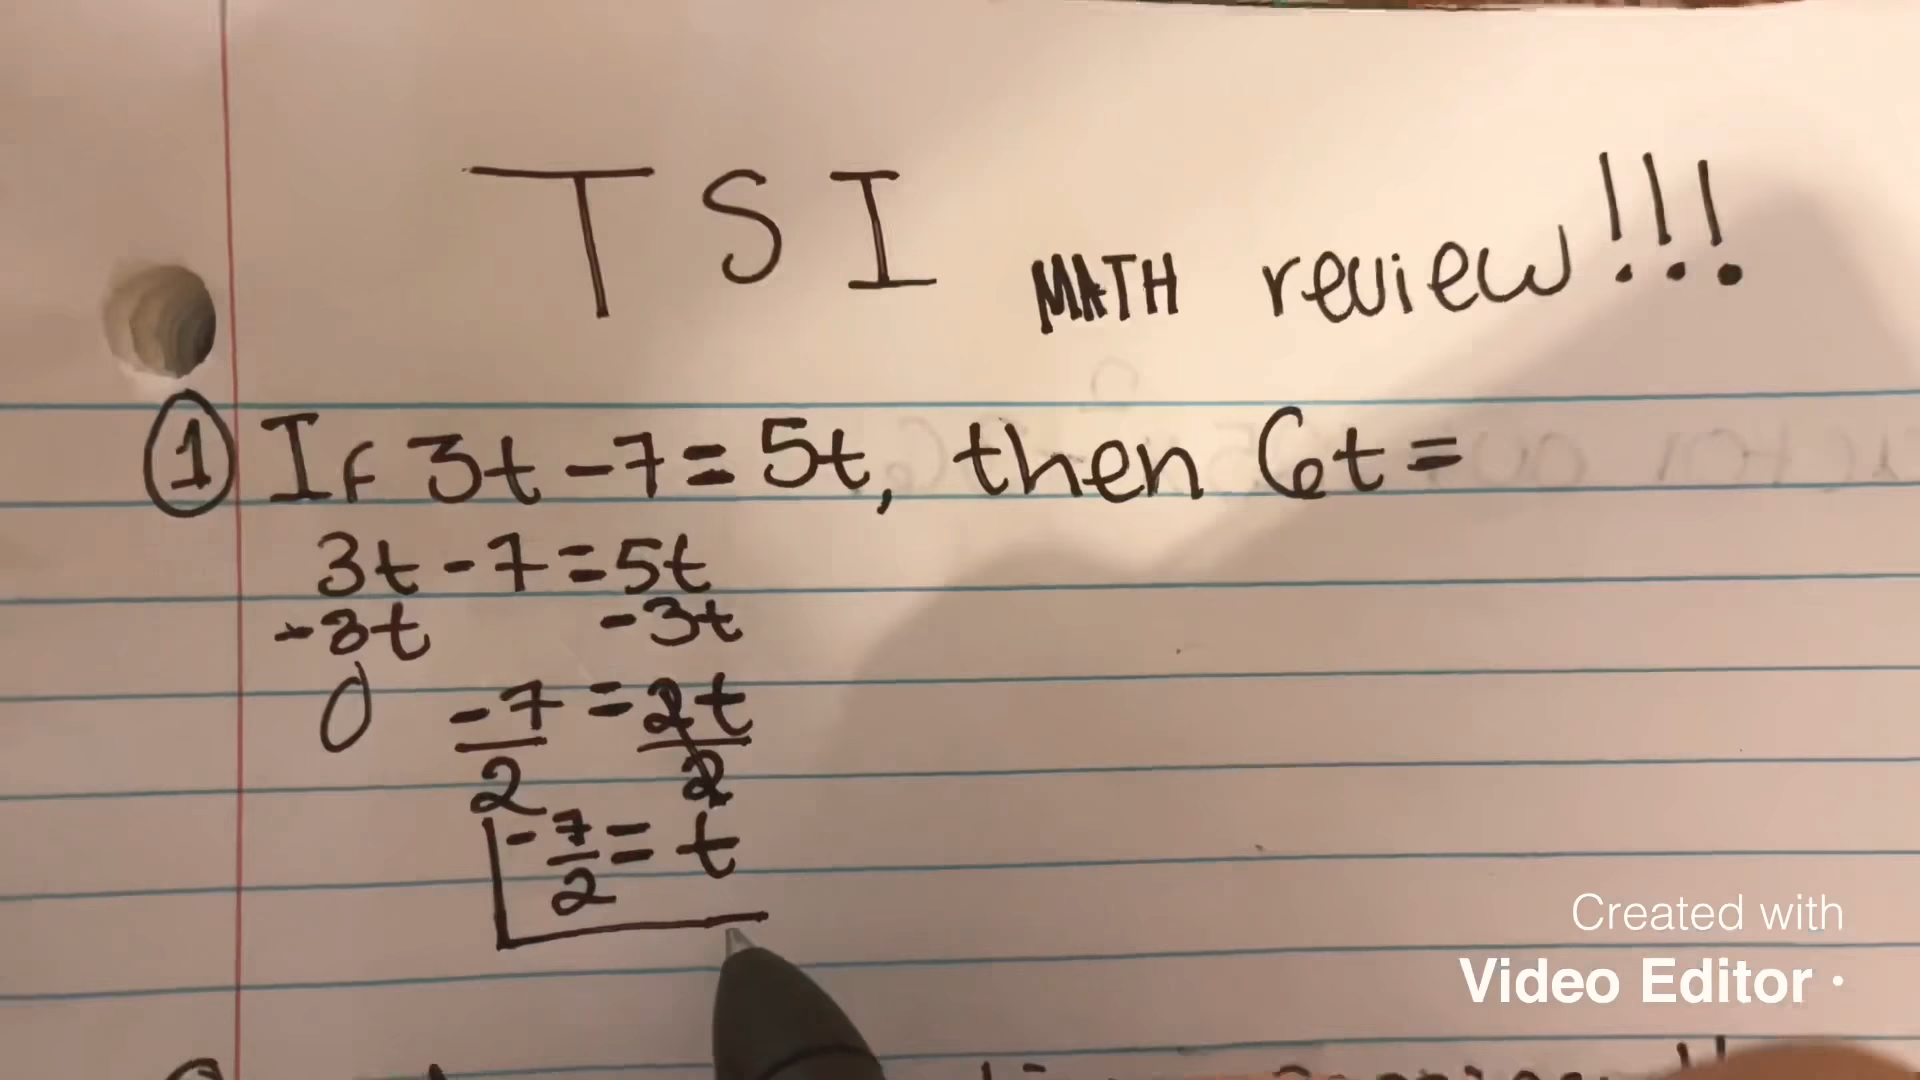 TSI MATH review!!!
① If 3t - 7 = 5t, then 6t =
3t - 7 = 5t
-3t -3t
0 -7 = 2t
2 2
-7/2 = t
Created with
Video Editor